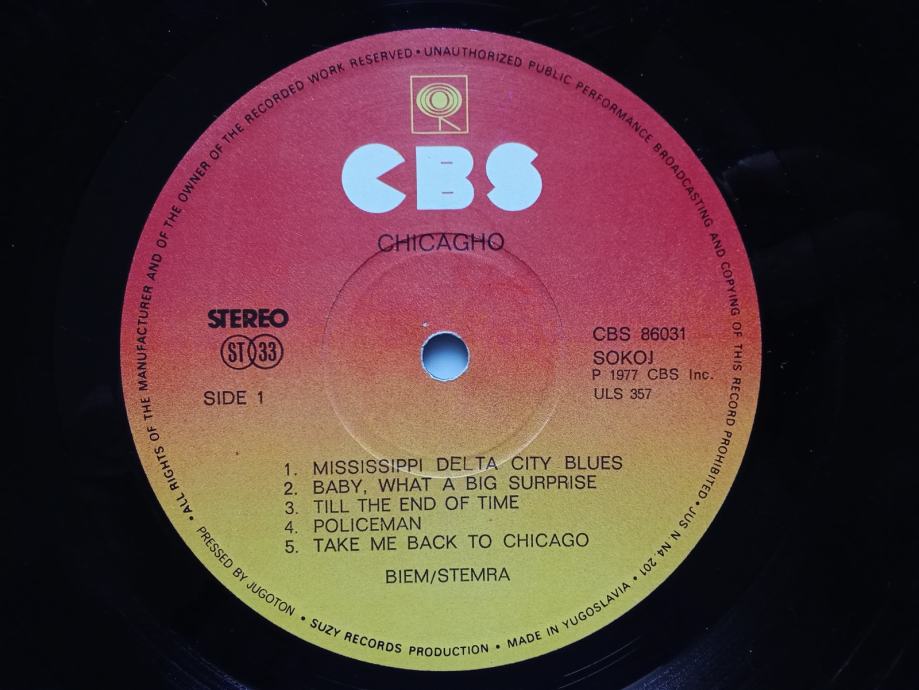 • ALL RIGHTS OF THE MANUFACTURER AND OF THE OWNER OF THE RECORDED WORK RESERVED • UNAUTHORIZED PUBLIC PERFORMANCE BROADCASTING AND COPYING OF THIS RECORD PROHIBITED • JUS N N4. 201 • MADE IN YUGOSLAVIA • SUZY RECORDS PRODUCTION • PRESSED BY JUGOTON
CBS
CHICAGHO
STEREO
ST 33
SIDE 1
CBS 86031
SOKOJ
P 1977 CBS Inc.
ULS 357
1. MISSISSIPPI DELTA CITY BLUES
2. BABY, WHAT A BIG SURPRISE
3. TILL THE END OF TIME
4. POLICEMAN
5. TAKE ME BACK TO CHICAGO
BIEM/STEMRA